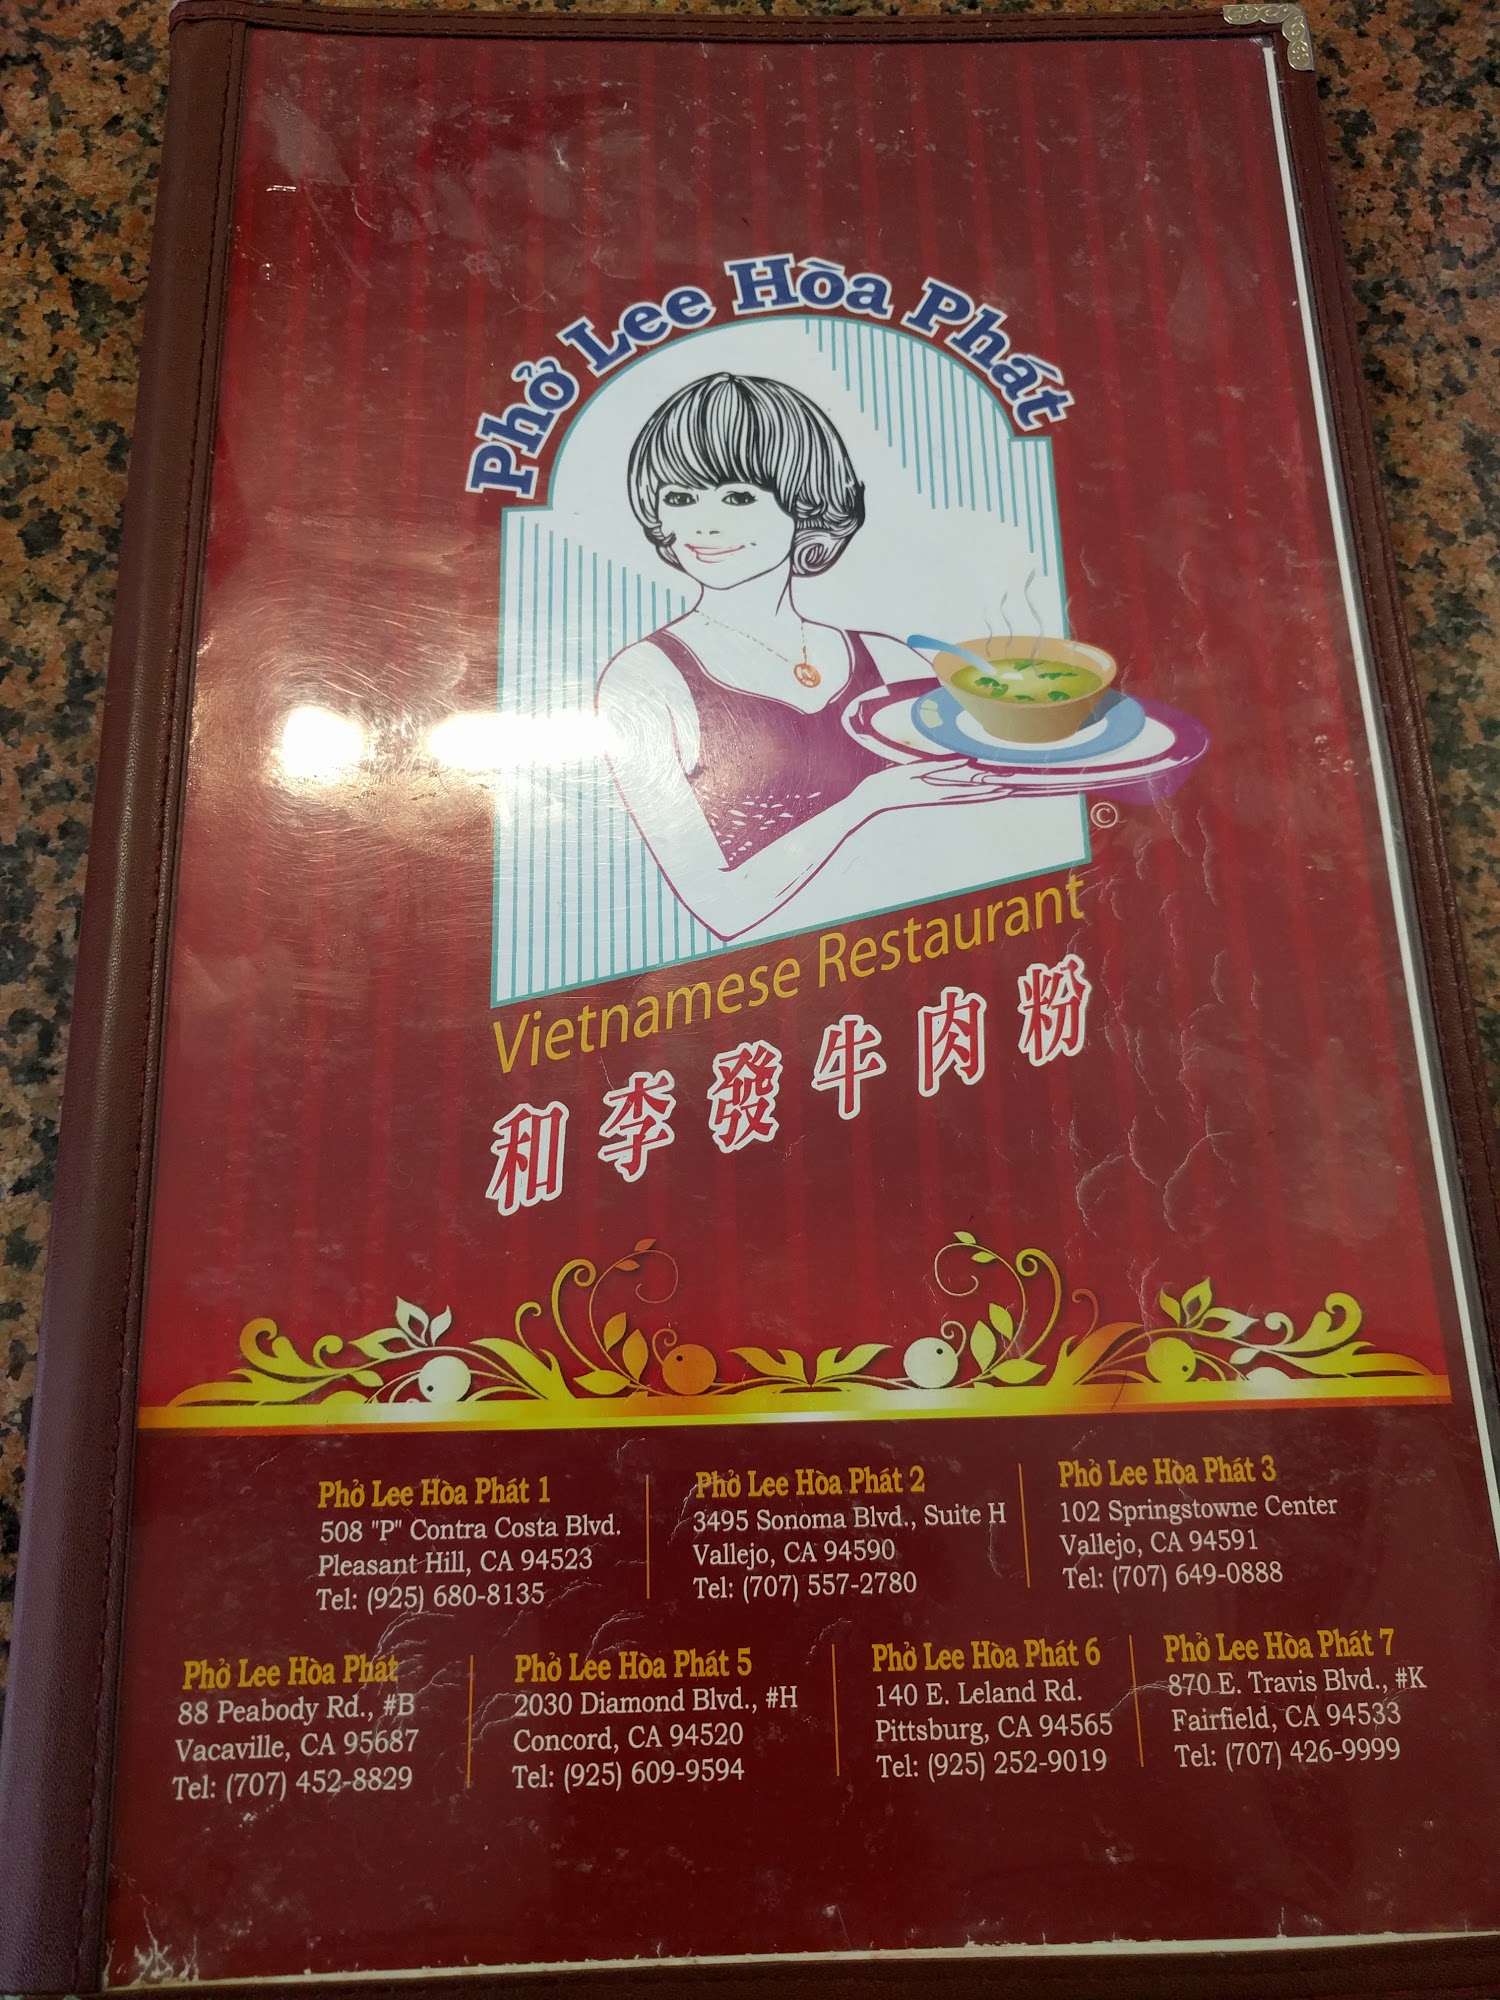 Phở Lee Hòa Phát
©
Vietnamese Restaurant
和李發牛肉粉
Phở Lee Hòa Phát 1
508 "P" Contra Costa Blvd.
Pleasant Hill, CA 94523
Tel: (925) 680-8135
Phở Lee Hòa Phát 2
3495 Sonoma Blvd., Suite H
Vallejo, CA 94590
Tel: (707) 557-2780
Phở Lee Hòa Phát 3
102 Springstowne Center
Vallejo, CA 94591
Tel: (707) 649-0888
Phở Lee Hòa Phát
88 Peabody Rd., #B
Vacaville, CA 95687
Tel: (707) 452-8829
Phở Lee Hòa Phát 5
2030 Diamond Blvd., #H
Concord, CA 94520
Tel: (925) 609-9594
Phở Lee Hòa Phát 6
140 E. Leland Rd.
Pittsburg, CA 94565
Tel: (925) 252-9019
Phở Lee Hòa Phát 7
870 E. Travis Blvd., #K
Fairfield, CA 94533
Tel: (707) 426-9999